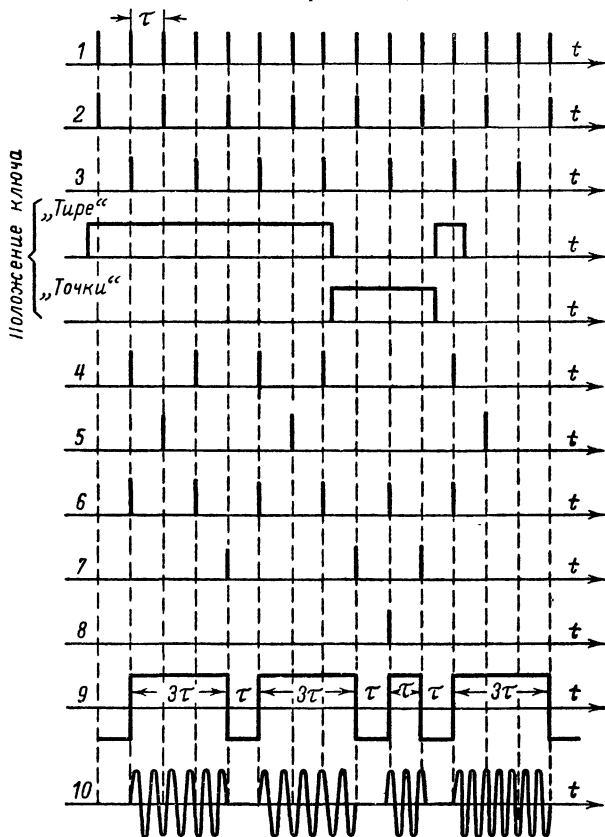 τ
1 t
2 t
3 t
Положение ключа
„Тире“ t
„Точки“ t
4 t
5 t
6 t
7 t
8 t
9 3τ τ 3τ τ τ τ 3τ t
10 t